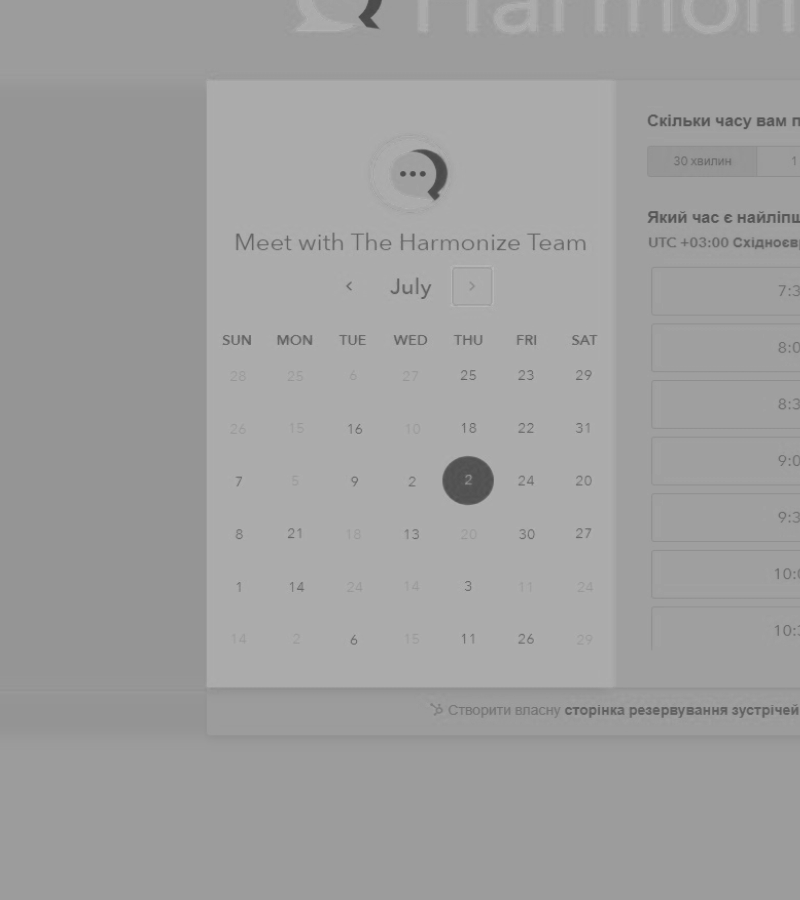 Harmon
Meet with The Harmonize Team
July
SUN MON TUE WED THU FRI SAT
28 25 6 27 25 23 29
26 15 16 10 18 22 31
7 5 9 2 2 24 20
8 21 18 13 20 30 27
1 14 24 14 3 11 24
14 2 6 15 11 26 29
Скільки часу вам п
30 хвилин 1
Який час є найліпш
UTC +03:00 Східноєв
7:3
8:0
8:3
9:0
9:3
10:0
10:3
Створити власну сторінка резервування зустрічей